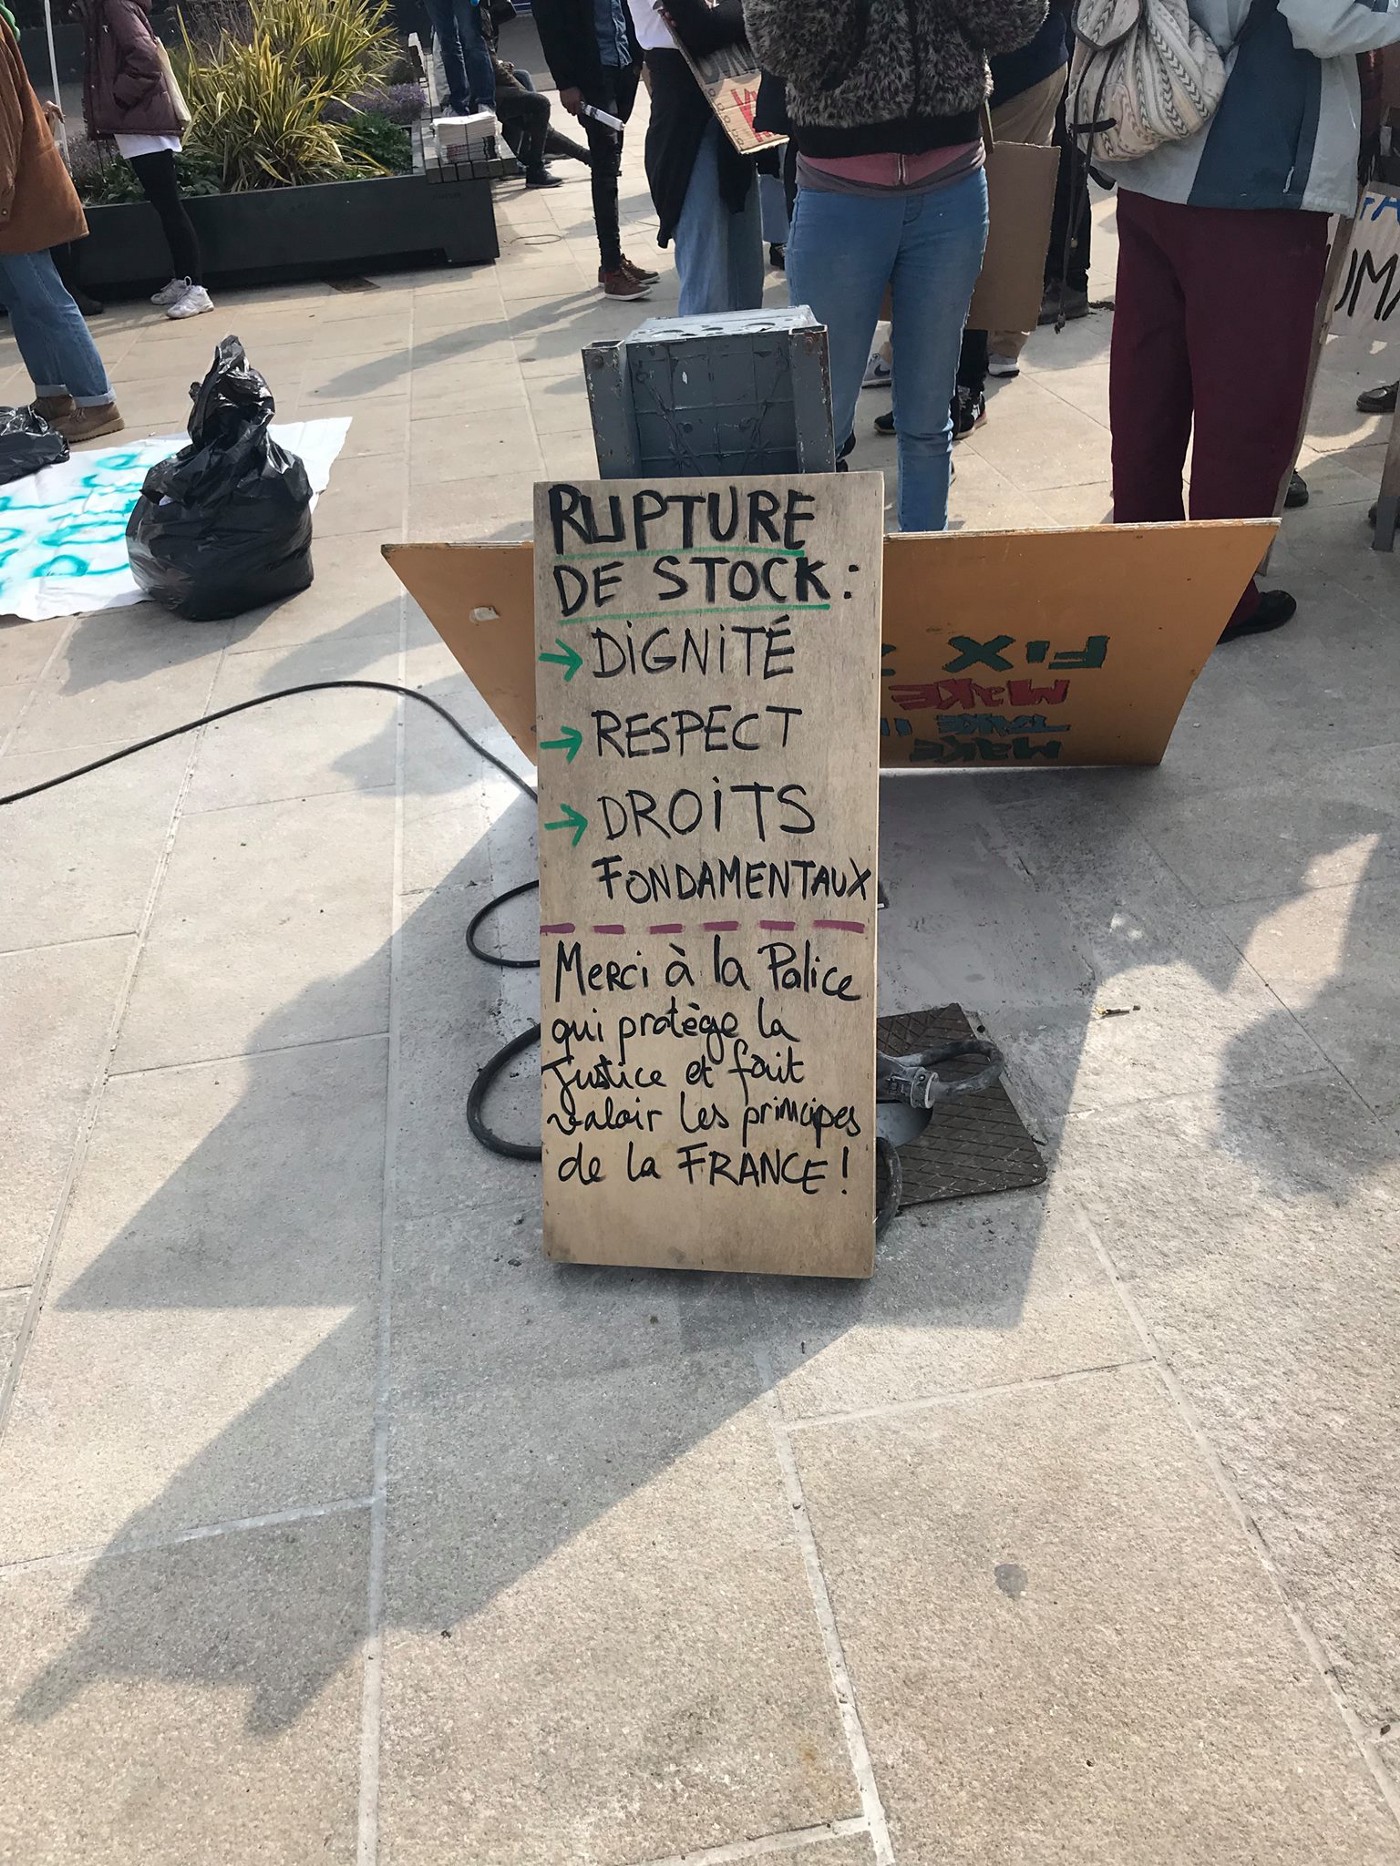 RUPTURE
DE STOCK :
→ DIGNITÉ
→ RESPECT
→ DROITS
FONDAMENTAUX
Merci à la Police
qui protège la
justice et fait
valoir les principes
de la FRANCE !
FIX
MAKE
MAKE